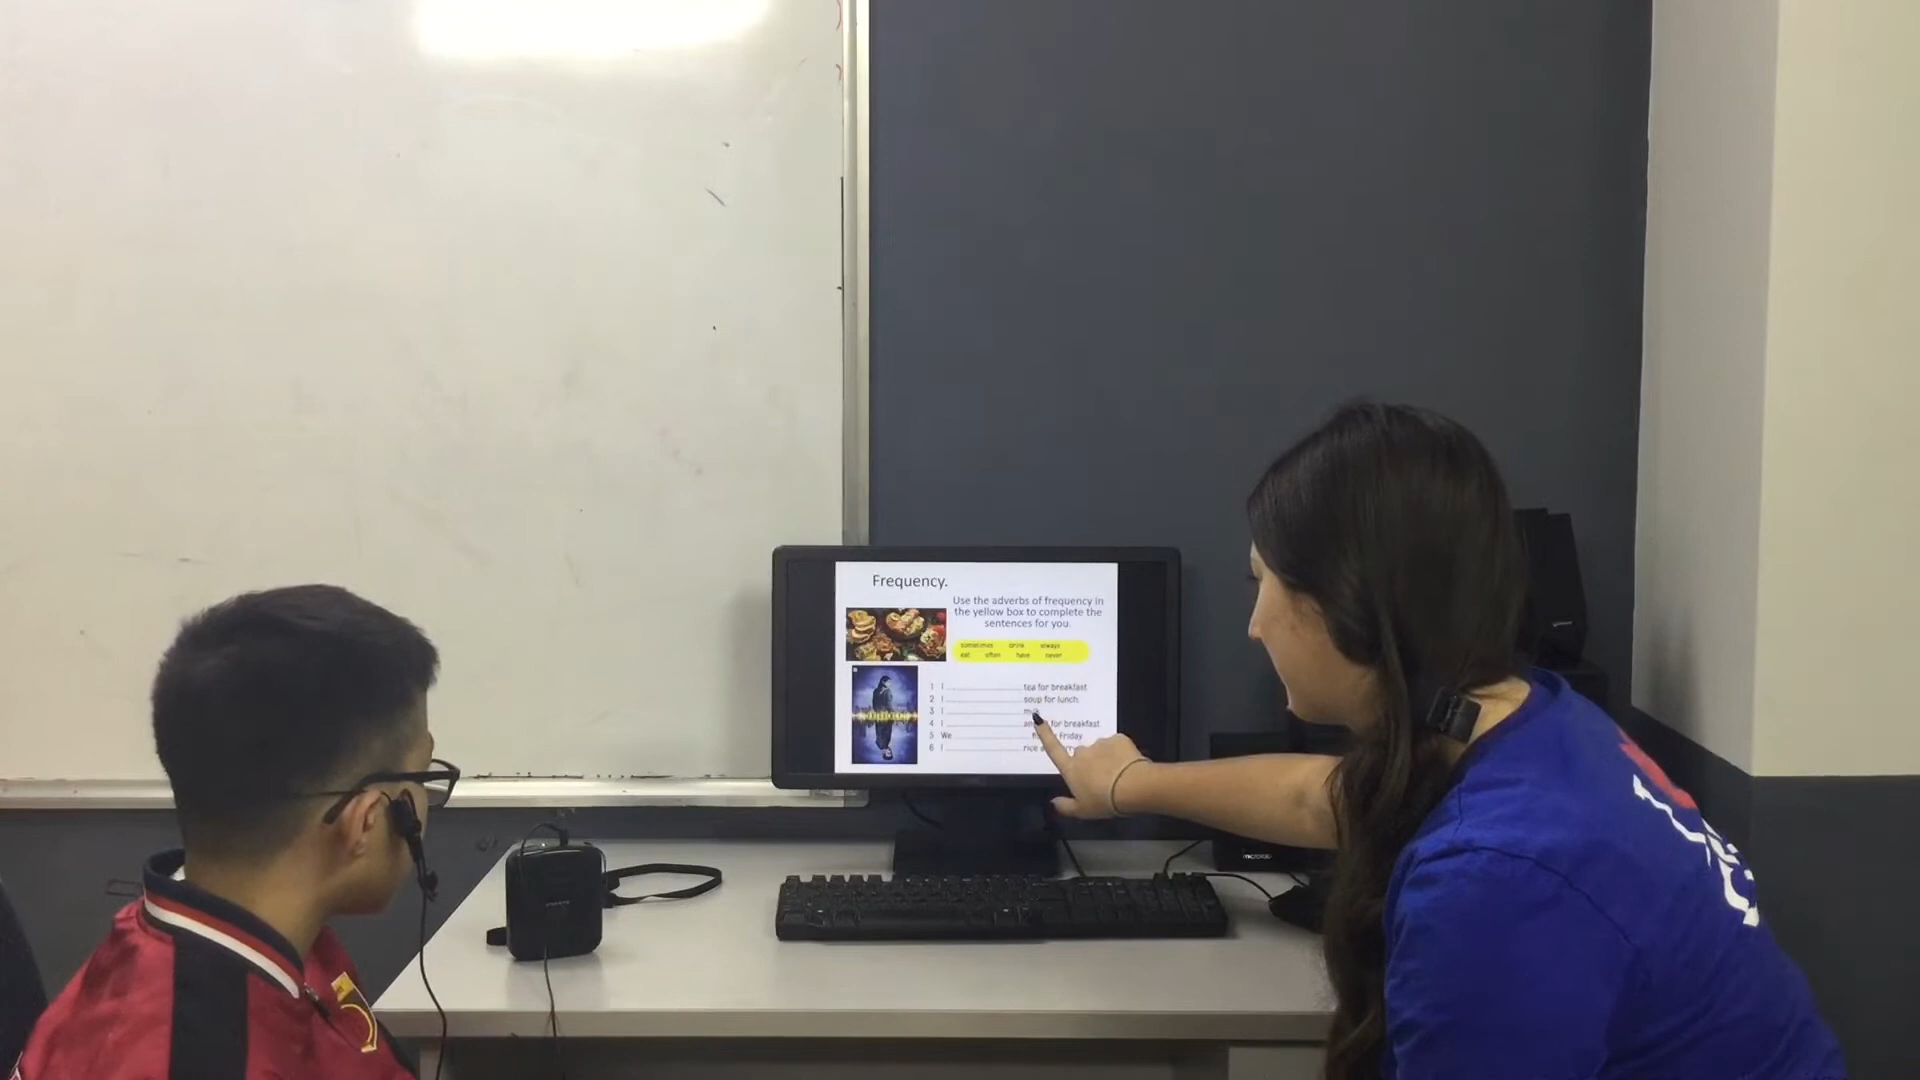 Frequency.
Use the adverbs of frequency in
the yellow box to complete the
sentences for you.
sometimes drink always
eat often have never
1 I tea for breakfast
2 I soup for lunch
3 I
4 I for breakfast
5 We Friday
6 I rice